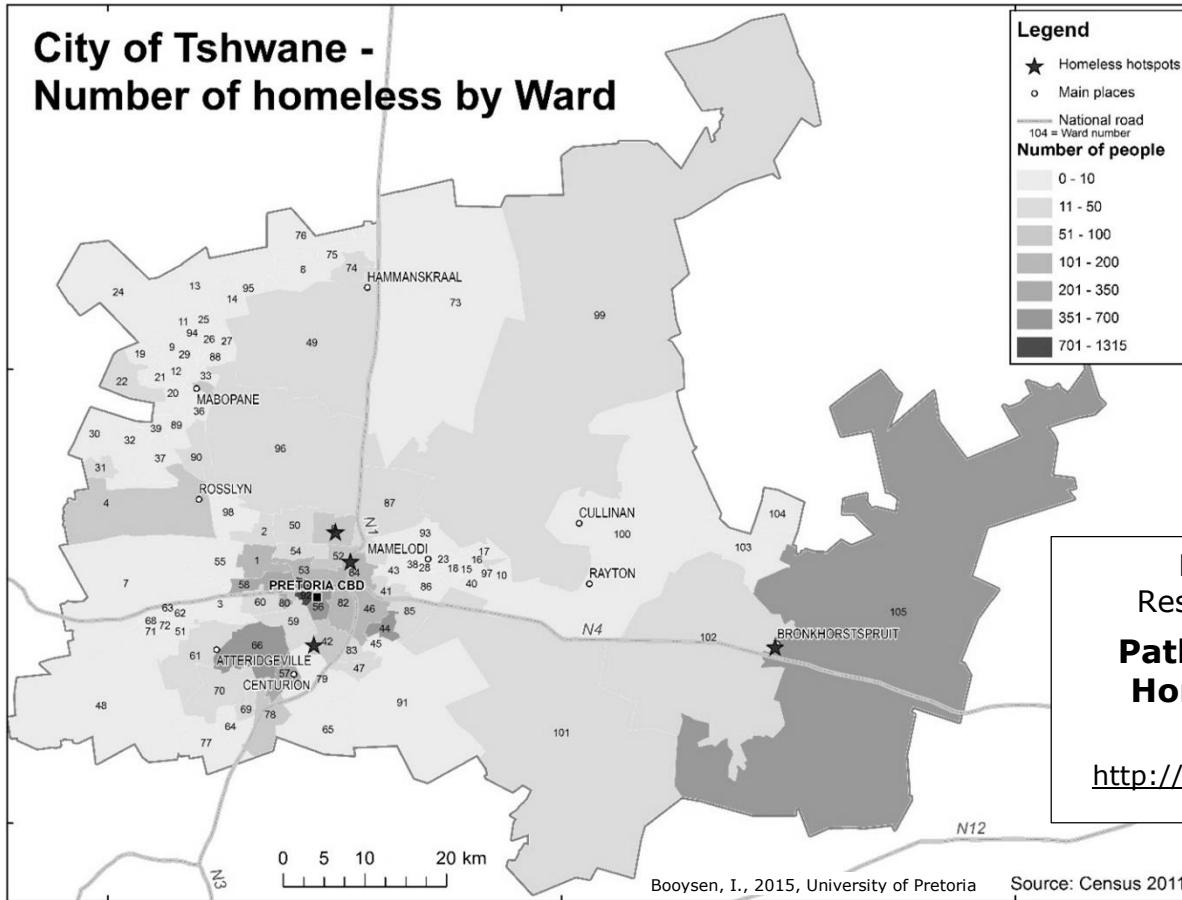 City of Tshwane -
Number of homeless by Ward
Legend
Homeless hotspots
Main places
National road
104 = Ward number
Number of people
0 - 10
11 - 50
51 - 100
101 - 200
201 - 350
351 - 700
701 - 1315
76
75
8
74
HAMMANSKRAAL
24
13
95
14
73
99
11
25
94
26
27
49
9
29
88
19
12
21
33
22
20
MABOPANE
36
39
89
30
32
96
37
90
31
ROSSLYN
4
98
87
2
50
N1
93
CULLINAN
100
104
103
54
52
MAMELODI
17
55
1
53
84
43
38
28
23
18
15
16
97
10
40
7
58
PRETORIA CBD
41
86
RAYTON
105
63
62
3
60
80
92
56
82
46
85
68
72
59
44
N4
102
BRONKHORSTSPRUIT
71
51
42
45
61
66
83
ATTERIDGEVILLE
57
47
CENTURION
79
70
48
91
69
78
64
65
101
77
Res
Path
Hor
http://
0 5 10 20 km
N3
N12
Booysen, I., 2015, University of Pretoria
Source: Census 2011